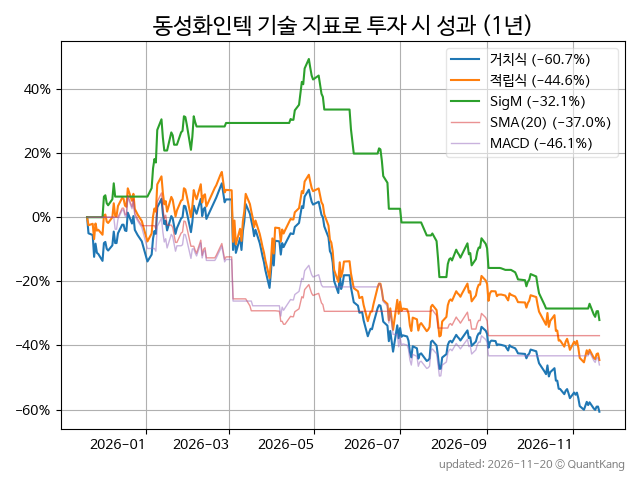 동성화인텍 기술 지표로 투자 시 성과 (1년)
거치식 (−60.7%)
적립식 (−44.6%)
SigM (−32.1%)
SMA(20) (−37.0%)
MACD (−46.1%)
40%
20%
0%
−20%
−40%
−60%
2026-01 2026-03 2026-05 2026-07 2026-09 2026-11
updated: 2026-11-20 © QuantKang